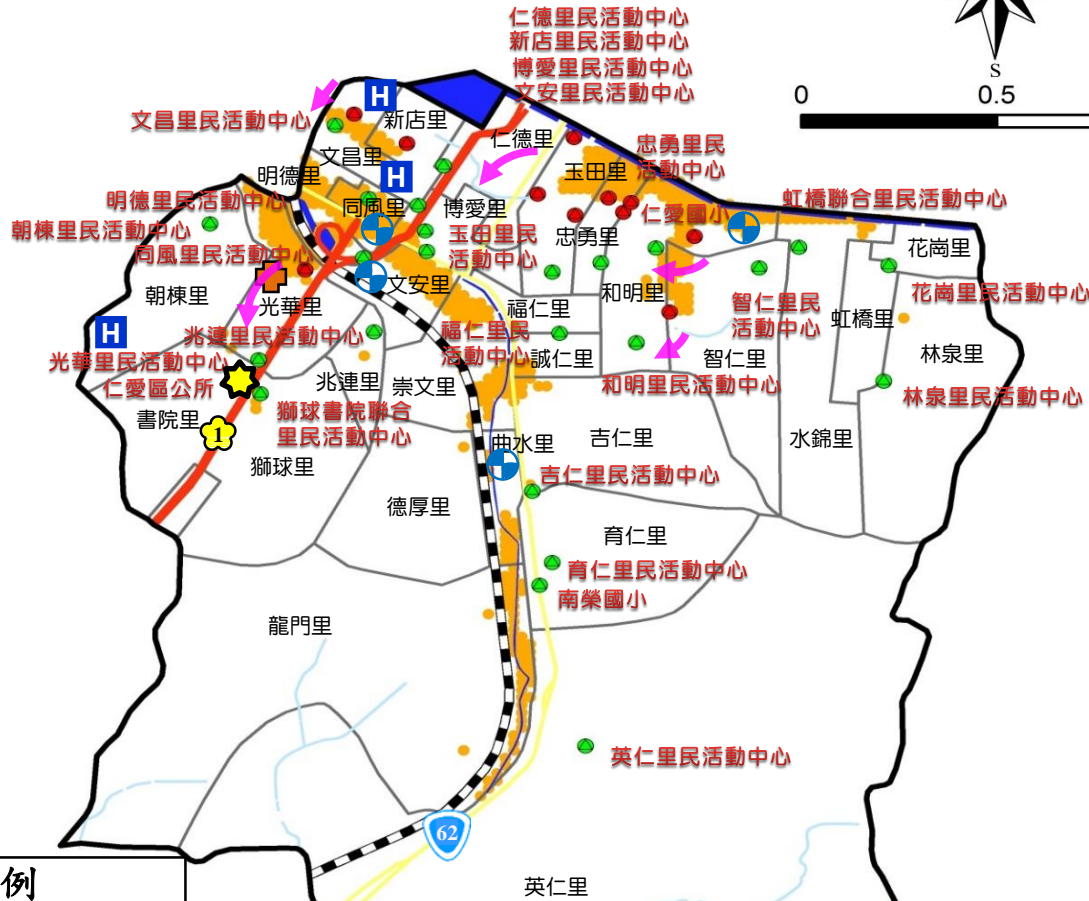 仁德里民活動中心
新店里民活動中心
博愛里民活動中心
文安里民活動中心
S
0
0.5
H
文昌里民活動中心
新店里
仁德里
忠勇里民
活動中心
文昌里
明德里
H
玉田里
明德里民活動中心
同風里
博愛里
仁愛國小
虹橋聯合里民活動中心
朝棟里民活動中心
玉田里民
活動中心
忠勇里
花崗里
同風里民活動中心
朝棟里
文安里
和明里
花崗里民活動中心
光華里
福仁里
智仁里民
活動中心
虹橋里
H
兆連里民活動中心
福仁里民
活動中心
誠仁里
智仁里
林泉里
光華里民活動中心
仁愛區公所
兆連里
崇文里
和明里民活動中心
林泉里民活動中心
書院里
1
獅球書院聯合
里民活動中心
曲水里
吉仁里
水錦里
獅球里
吉仁里民活動中心
德厚里
育仁里
育仁里民活動中心
南榮國小
龍門里
英仁里民活動中心
62
例
英仁里